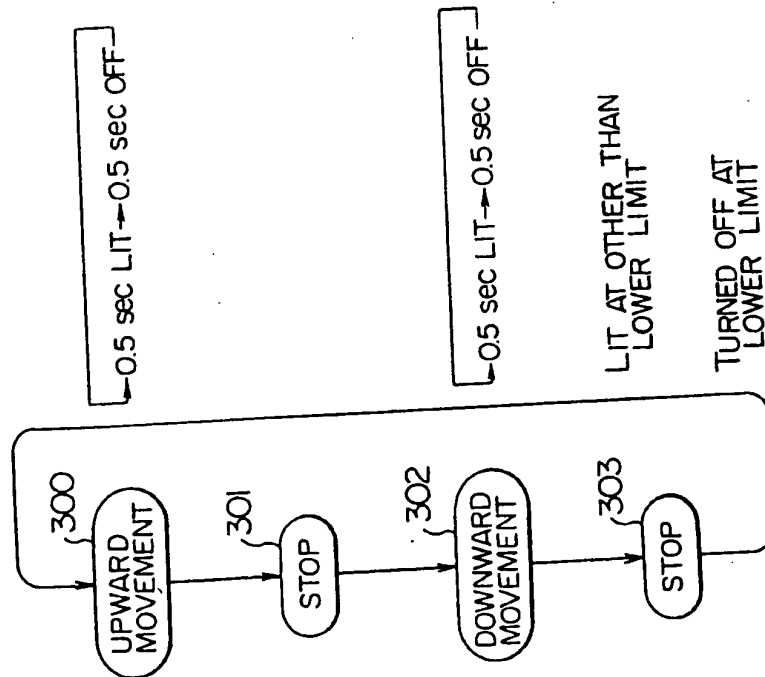 300
UPWARD
MOVEMENT
0.5 sec LIT→0.5 sec OFF
301
STOP
302
DOWNWARD
MOVEMENT
0.5 sec LIT→0.5 sec OFF
LIT AT OTHER THAN
LOWER LIMIT
303
STOP
TURNED OFF AT
LOWER LIMIT